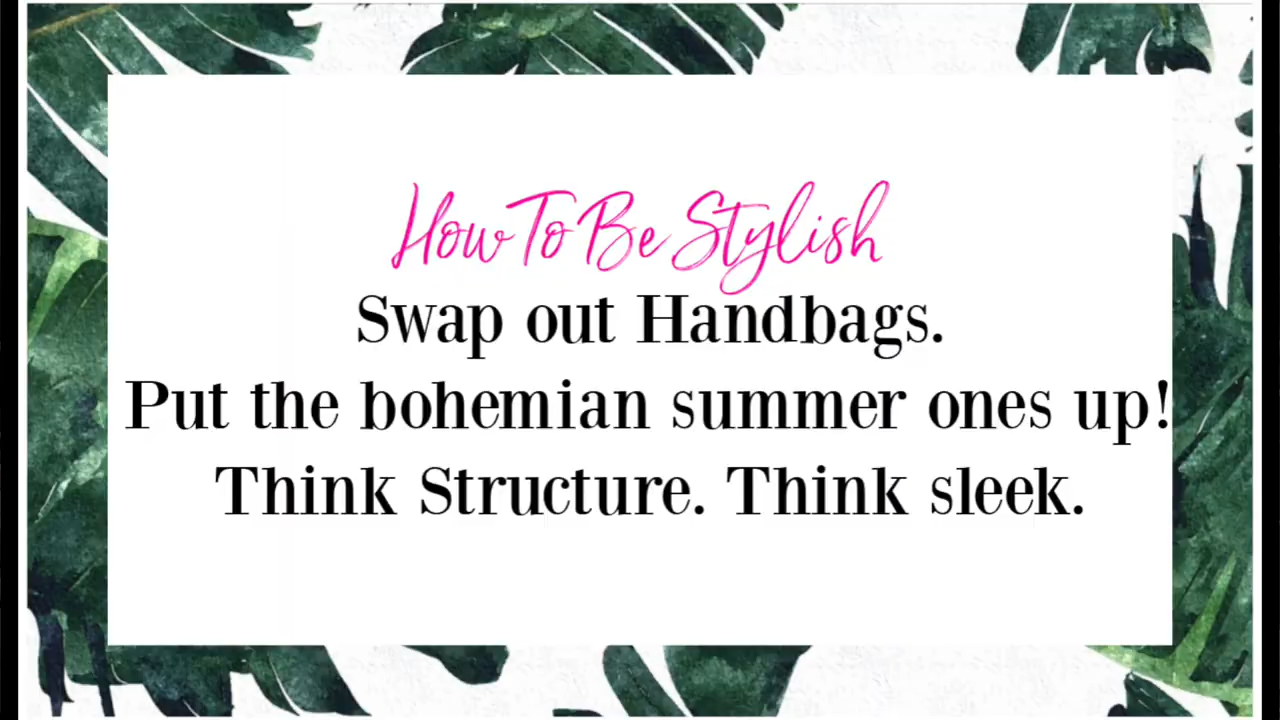 How To Be Stylish
Swap out Handbags.
Put the bohemian summer ones up!
Think Structure. Think sleek.